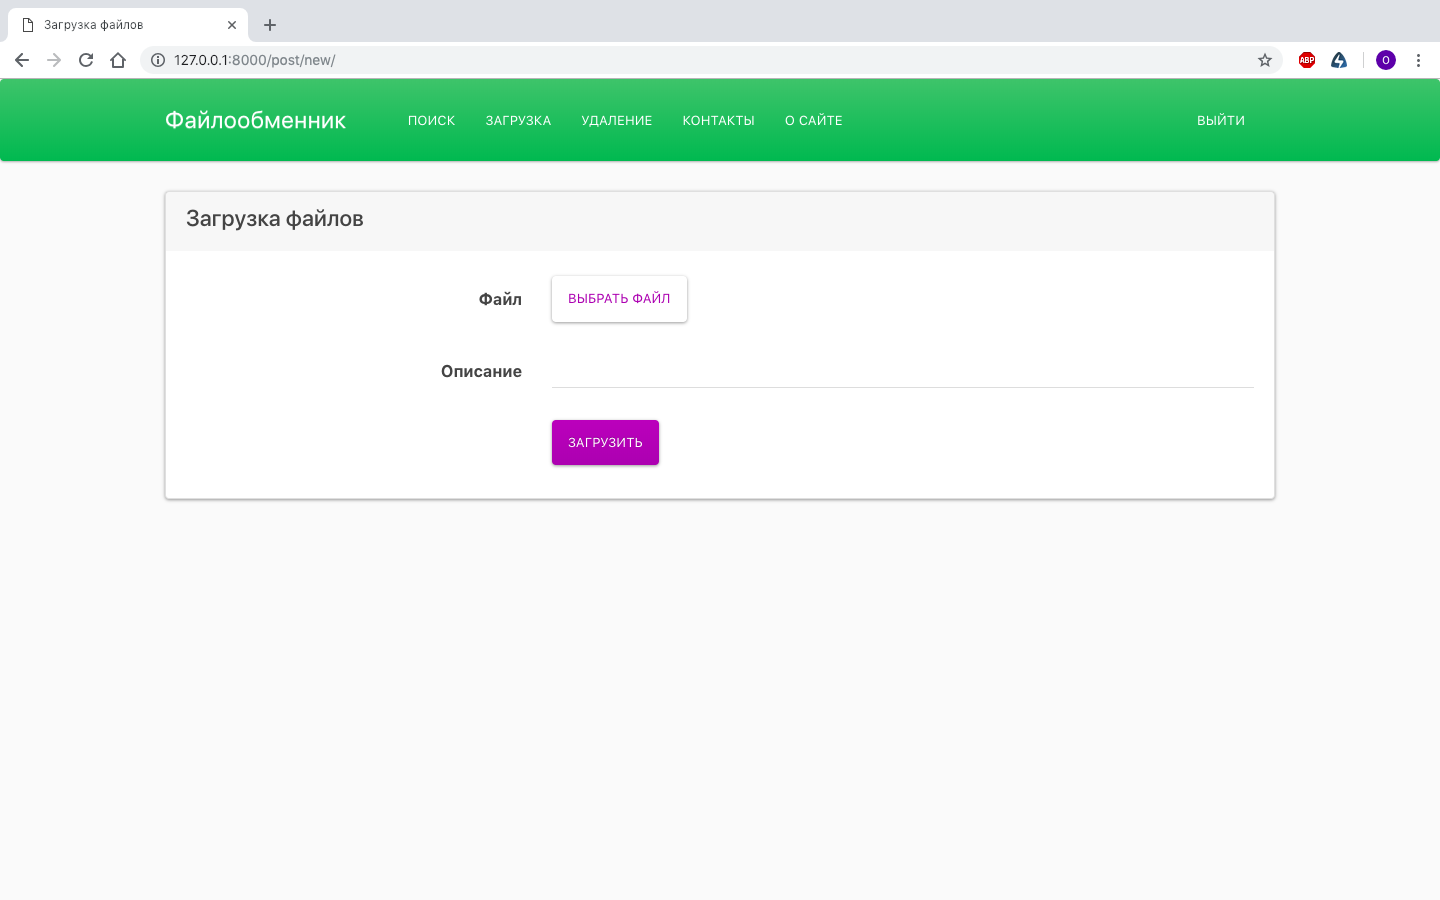 Загрузка файлов
127.0.0.1:8000/post/new/
ABP
O
Файлообменник ПОИСК ЗАГРУЗКА УДАЛЕНИЕ КОНТАКТЫ О САЙТЕ ВЫЙТИ
Загрузка файлов
Файл ВЫБРАТЬ ФАЙЛ
Описание
ЗАГРУЗИТЬ